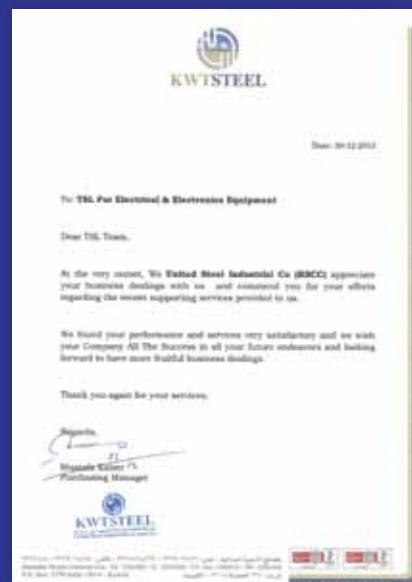 KWTSTEEL
Date: 30-12-2013
To: TSL For Electrical & Electronics Equipment
Dear TSL Team,
At the very outset, We United Steel Industrial Co (KSCC) appreciate
your business dealings with us and commend you for your efforts
regarding the recent supporting services provided to us.
We found your performance and services very satisfactory and we wish
your Company All The Success in all your future endeavors and looking
forward to have more fruitful business dealings.
Thank you again for your services,
Regards,
Purchasing Manager
KWTSTEEL